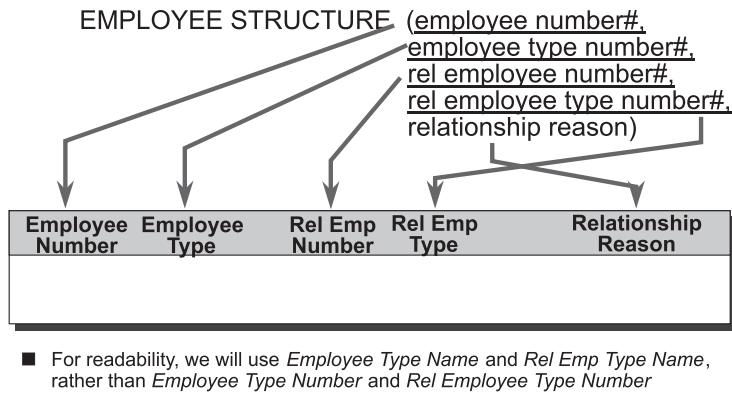 EMPLOYEE STRUCTURE (employee number#,
employee type number#,
rel employee number#,
rel employee type number#,
relationship reason)
Employee Number
Employee Type
Rel Emp Number
Rel Emp Type
Relationship Reason
■ For readability, we will use Employee Type Name and Rel Emp Type Name,
rather than Employee Type Number and Rel Employee Type Number